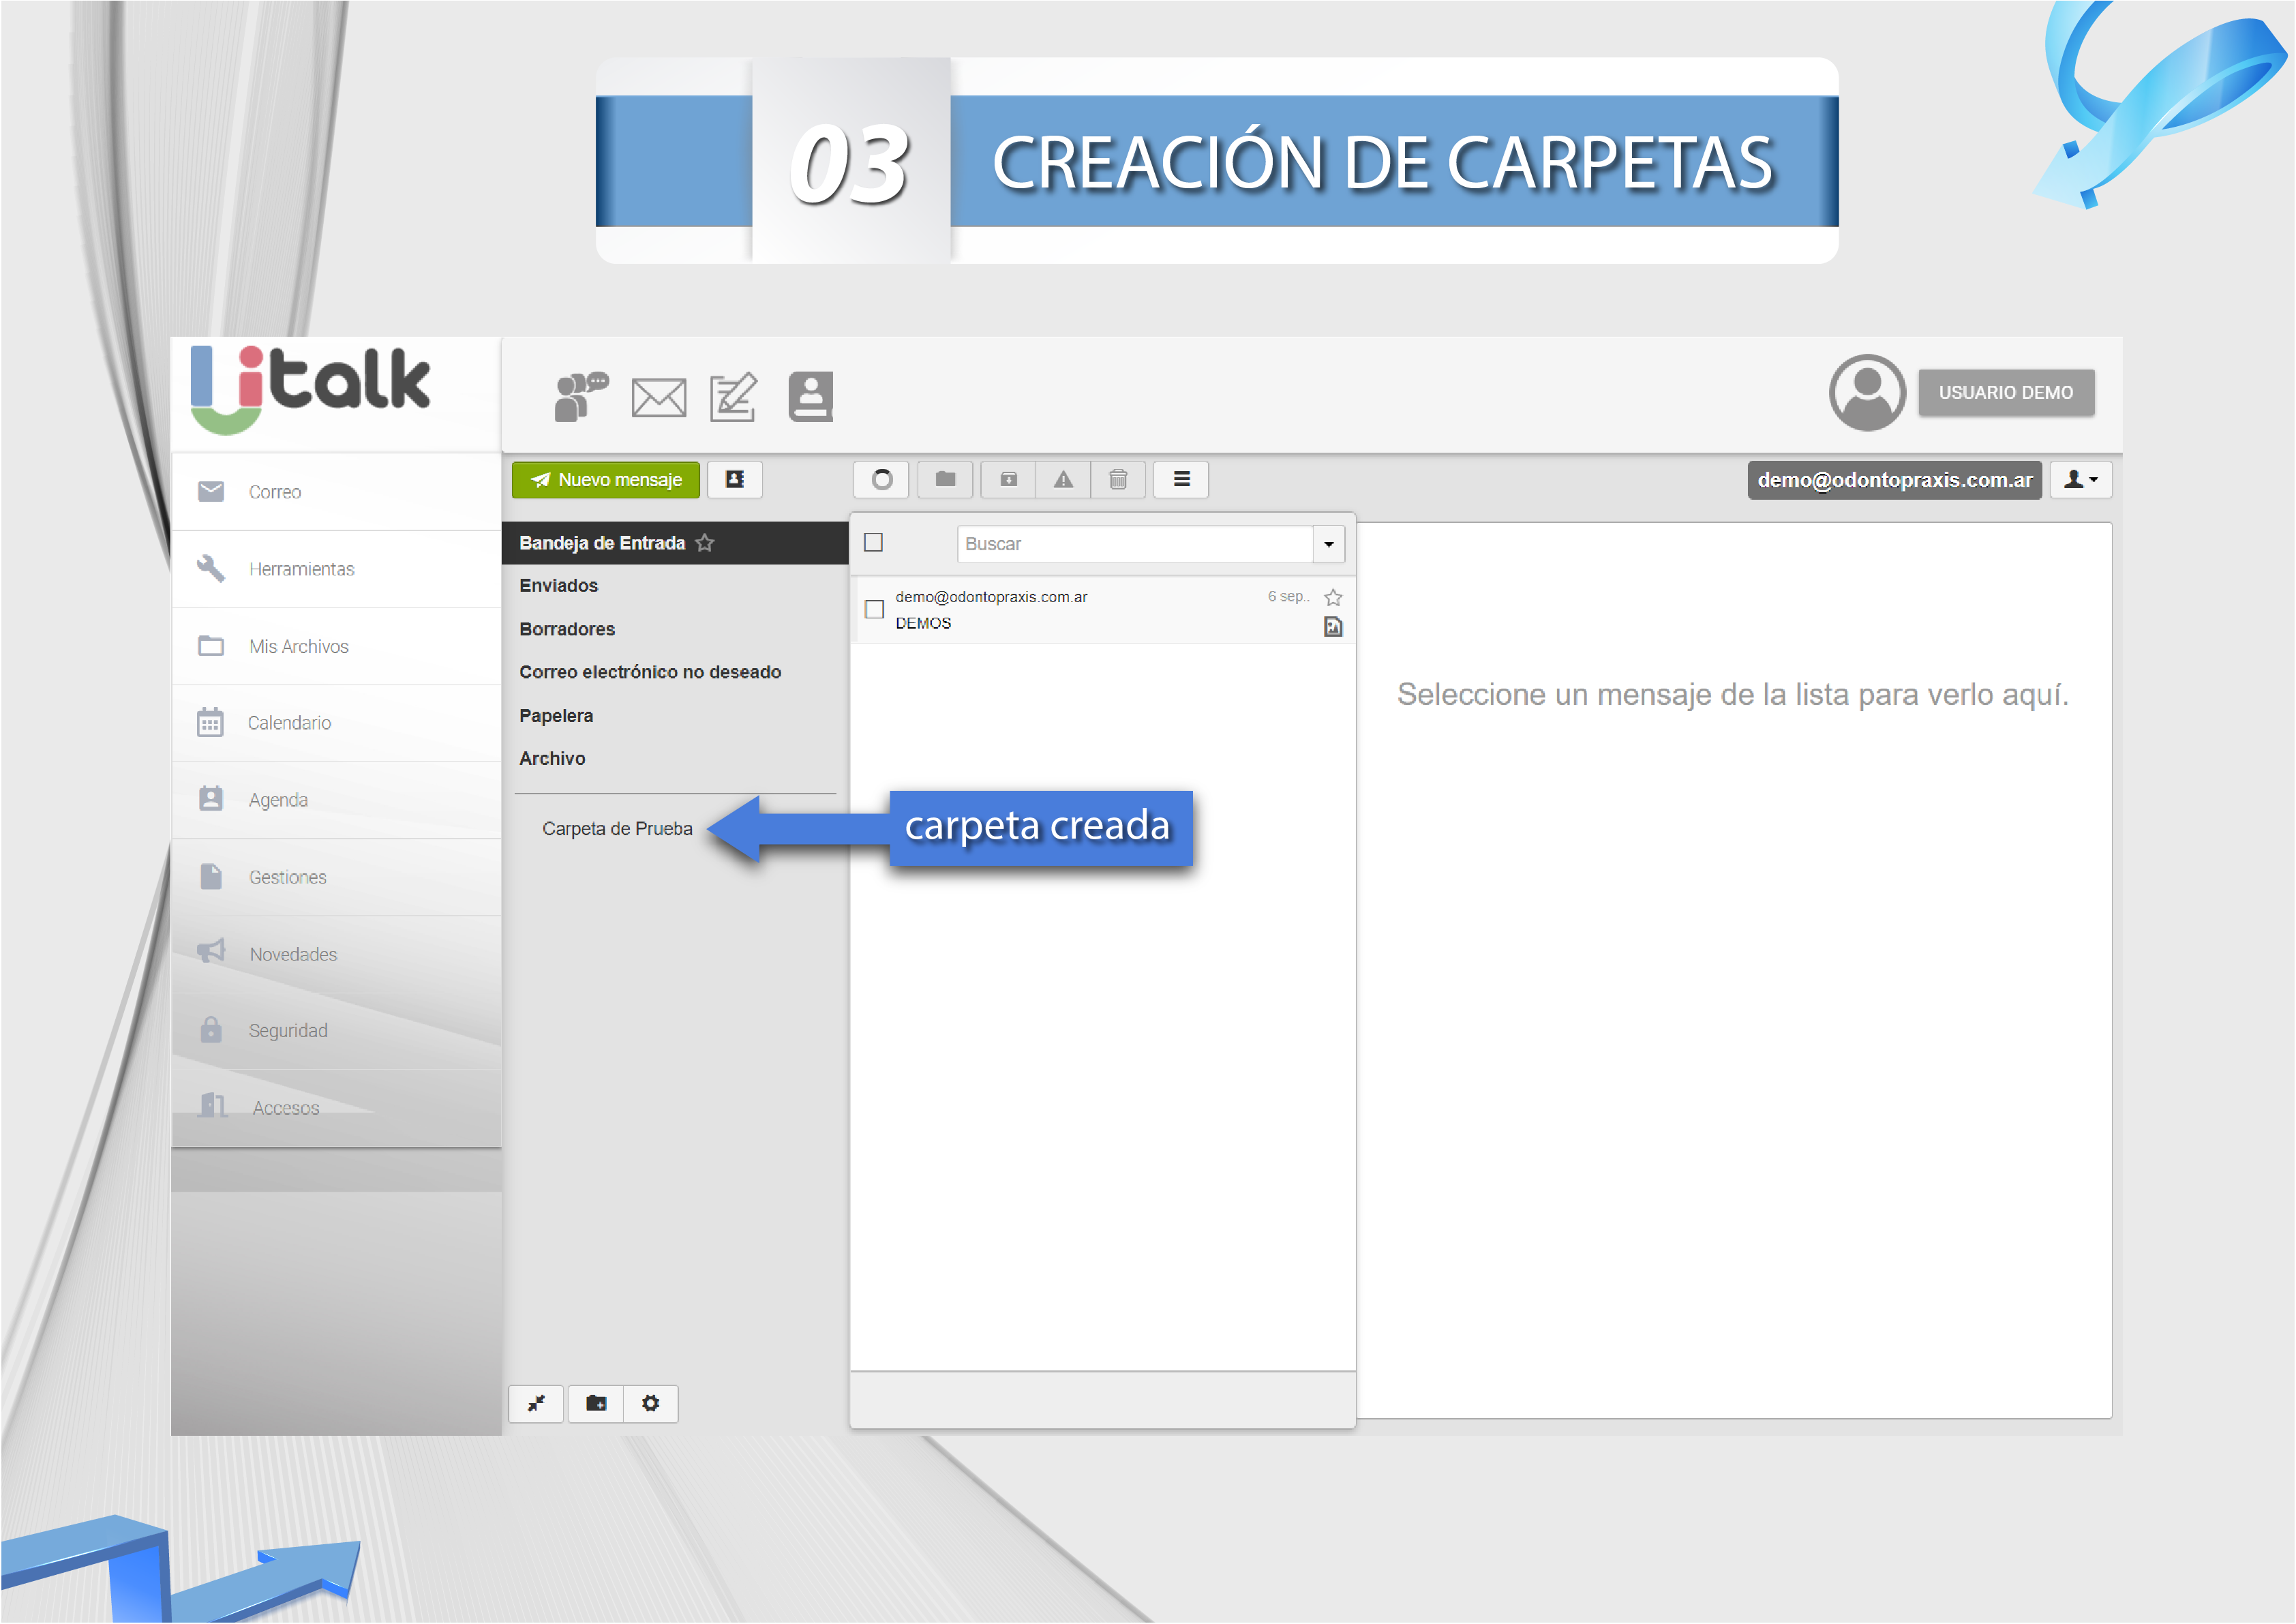 03 CREACIÓN DE CARPETAS
Uitalk
USUARIO DEMO
Correo
Herramientas
Mis Archivos
Calendario
Agenda
Gestiones
Novedades
Seguridad
Accesos
Nuevo mensaje
demo@odontopraxis.com.ar
Bandeja de Entrada
Enviados
Borradores
Correo electrónico no deseado
Papelera
Archivo
Carpeta de Prueba
carpeta creada
Buscar
demo@odontopraxis.com.ar 6 sep..
DEMOS
Seleccione un mensaje de la lista para verlo aquí.